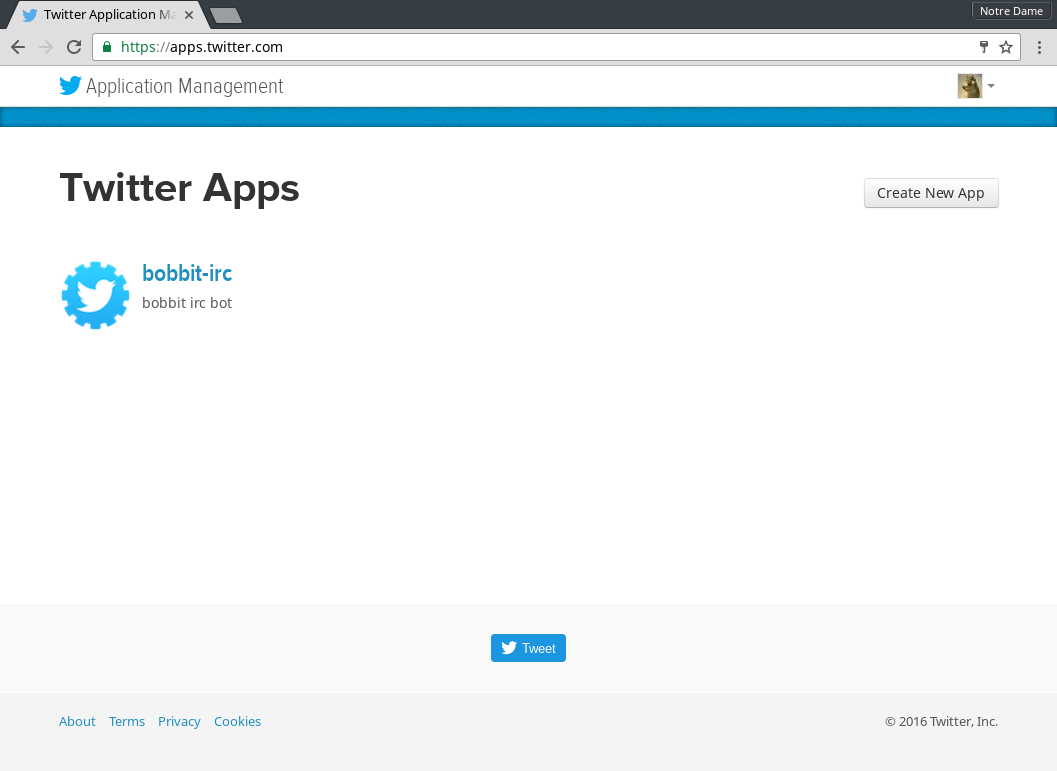 Twitter Application Ma
Notre Dame
https://apps.twitter.com
Application Management
Twitter Apps
Create New App
bobbit-irc
bobbit irc bot
Tweet
About Terms Privacy Cookies
© 2016 Twitter, Inc.